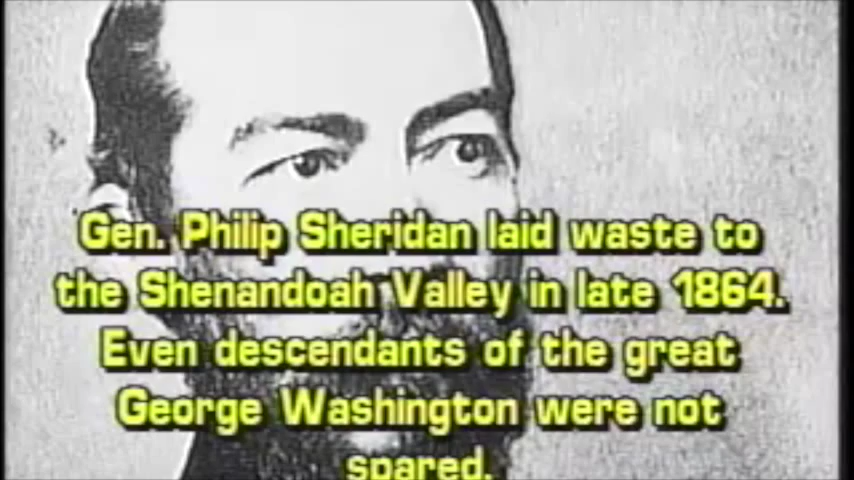 Gen. Philip Sheridan laid waste to
the Shenandoah Valley in late 1864.
Even descendants of the great
George Washington were not
spared.